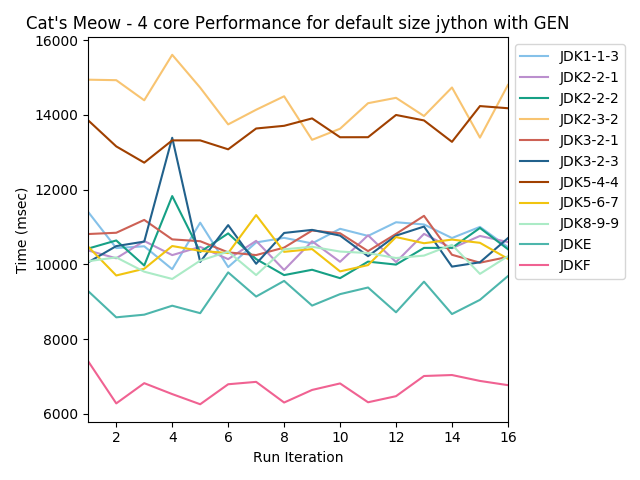 Cat's Meow - 4 core Performance for default size jython with GEN
16000
14000
12000
10000
8000
6000
Time (msec)
2 4 6 8 10 12 14 16
Run Iteration
JDK1-1-3
JDK2-2-1
JDK2-2-2
JDK2-3-2
JDK3-2-1
JDK3-2-3
JDK5-4-4
JDK5-6-7
JDK8-9-9
JDKE
JDKF